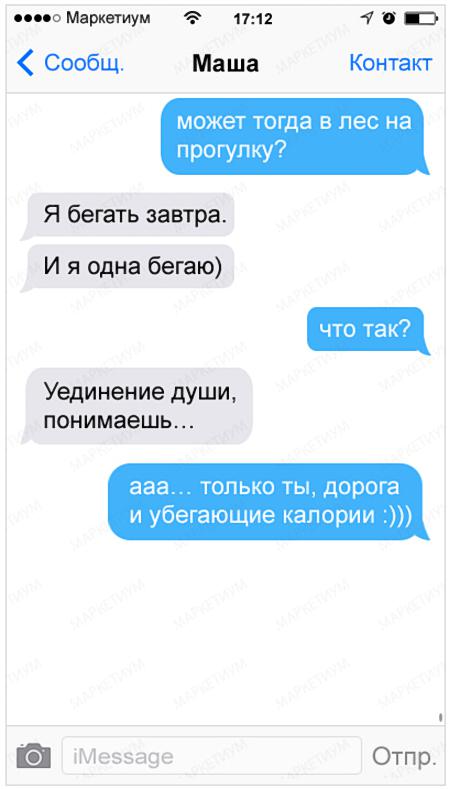 Маркетиум 17:12
Сообщ. Маша Контакт
может тогда в лес на
прогулку?
Я бегать завтра.
И я одна бегаю)
что так?
Уединение души,
понимаешь...
ааа... только ты, дорога
и убегающие калории :)))
iMessage Отпр.
МАРКЕТИУМ